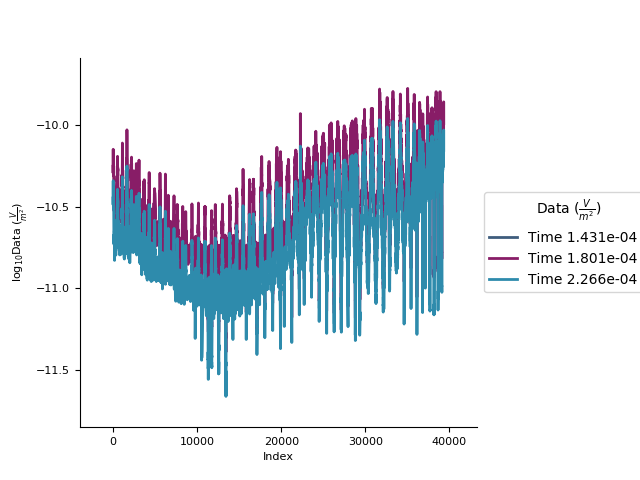 −10.0
−10.5
−11.0
−11.5
log₁₀Data (V/m²)
0 10000 20000 30000 40000
Index
Data (V/m²)
Time 1.431e-04
Time 1.801e-04
Time 2.266e-04